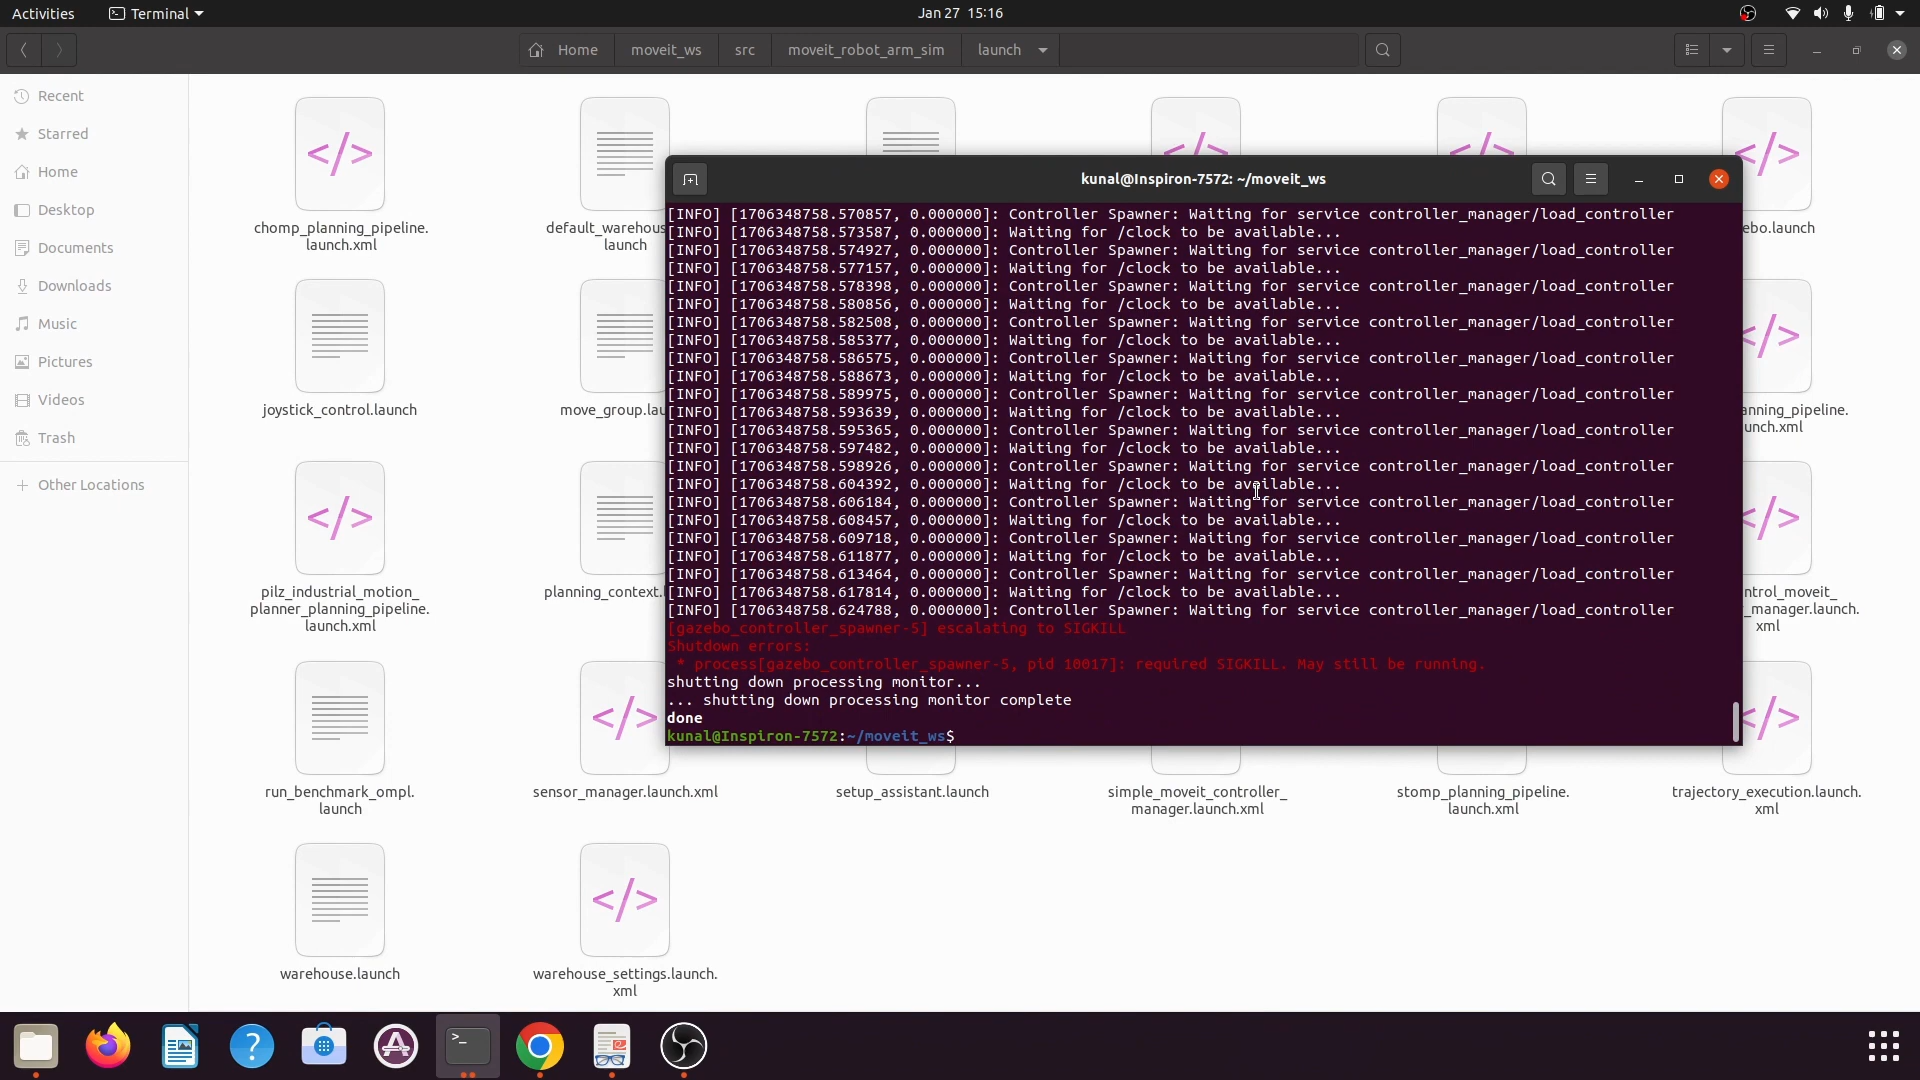 Activities
Terminal
Jan 27 15:16
Home
moveit_ws
src
moveit_robot_arm_sim
launch
Recent
Starred
Home
Desktop
Documents
Downloads
Music
Pictures
Videos
Trash
Other Locations
chomp_planning_pipeline.
launch.xml
default_warehous
launch
ebo.launch
joystick_control.launch
move_group.lau
anning_pipeline.
unch.xml
pilz_industrial_motion_
planner_planning_pipeline.
launch.xml
planning_context.l
ntrol_moveit_
_manager.launch.
xml
run_benchmark_ompl.
launch
sensor_manager.launch.xml
setup_assistant.launch
simple_moveit_controller_
manager.launch.xml
stomp_planning_pipeline.
launch.xml
trajectory_execution.launch.
xml
warehouse.launch
warehouse_settings.launch.
xml
kunal@Inspiron-7572: ~/moveit_ws
[INFO] [1706348758.570857, 0.000000]: Controller Spawner: Waiting for service controller_manager/load_controller
[INFO] [1706348758.573587, 0.000000]: Waiting for /clock to be available...
[INFO] [1706348758.574927, 0.000000]: Controller Spawner: Waiting for service controller_manager/load_controller
[INFO] [1706348758.577157, 0.000000]: Waiting for /clock to be available...
[INFO] [1706348758.578398, 0.000000]: Controller Spawner: Waiting for service controller_manager/load_controller
[INFO] [1706348758.580856, 0.000000]: Waiting for /clock to be available...
[INFO] [1706348758.582508, 0.000000]: Controller Spawner: Waiting for service controller_manager/load_controller
[INFO] [1706348758.585377, 0.000000]: Waiting for /clock to be available...
[INFO] [1706348758.586575, 0.000000]: Controller Spawner: Waiting for service controller_manager/load_controller
[INFO] [1706348758.588673, 0.000000]: Waiting for /clock to be available...
[INFO] [1706348758.589975, 0.000000]: Controller Spawner: Waiting for service controller_manager/load_controller
[INFO] [1706348758.593639, 0.000000]: Waiting for /clock to be available...
[INFO] [1706348758.595365, 0.000000]: Controller Spawner: Waiting for service controller_manager/load_controller
[INFO] [1706348758.597482, 0.000000]: Waiting for /clock to be available...
[INFO] [1706348758.598926, 0.000000]: Controller Spawner: Waiting for service controller_manager/load_controller
[INFO] [1706348758.604392, 0.000000]: Waiting for /clock to be available...
[INFO] [1706348758.606184, 0.000000]: Controller Spawner: Waiting for service controller_manager/load_controller
[INFO] [1706348758.608457, 0.000000]: Waiting for /clock to be available...
[INFO] [1706348758.609718, 0.000000]: Controller Spawner: Waiting for service controller_manager/load_controller
[INFO] [1706348758.611877, 0.000000]: Waiting for /clock to be available...
[INFO] [1706348758.613464, 0.000000]: Controller Spawner: Waiting for service controller_manager/load_controller
[INFO] [1706348758.617814, 0.000000]: Waiting for /clock to be available...
[INFO] [1706348758.624788, 0.000000]: Controller Spawner: Waiting for service controller_manager/load_controller
[gazebo_controller_spawner-5] escalating to SIGKILL
Shutdown errors:
* process[gazebo_controller_spawner-5, pid 10017]: required SIGKILL. May still be running.
shutting down processing monitor...
... shutting down processing monitor complete
done
kunal@Inspiron-7572:~/moveit_ws$